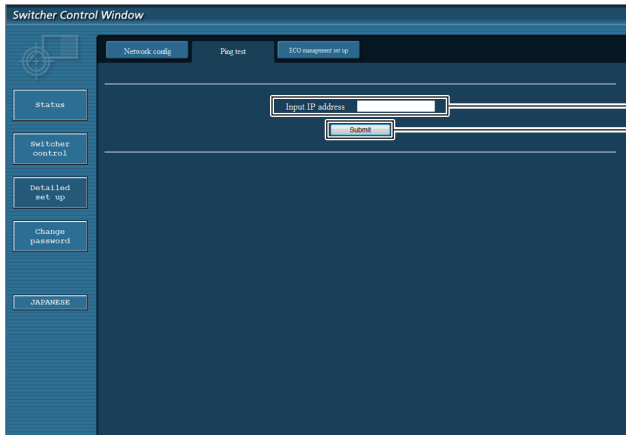 Switcher Control Window
Network config
Ping test
ECO management set up
Status
Input IP address
Submit
Switcher
control
Detailed
set up
Change
password
JAPANESE